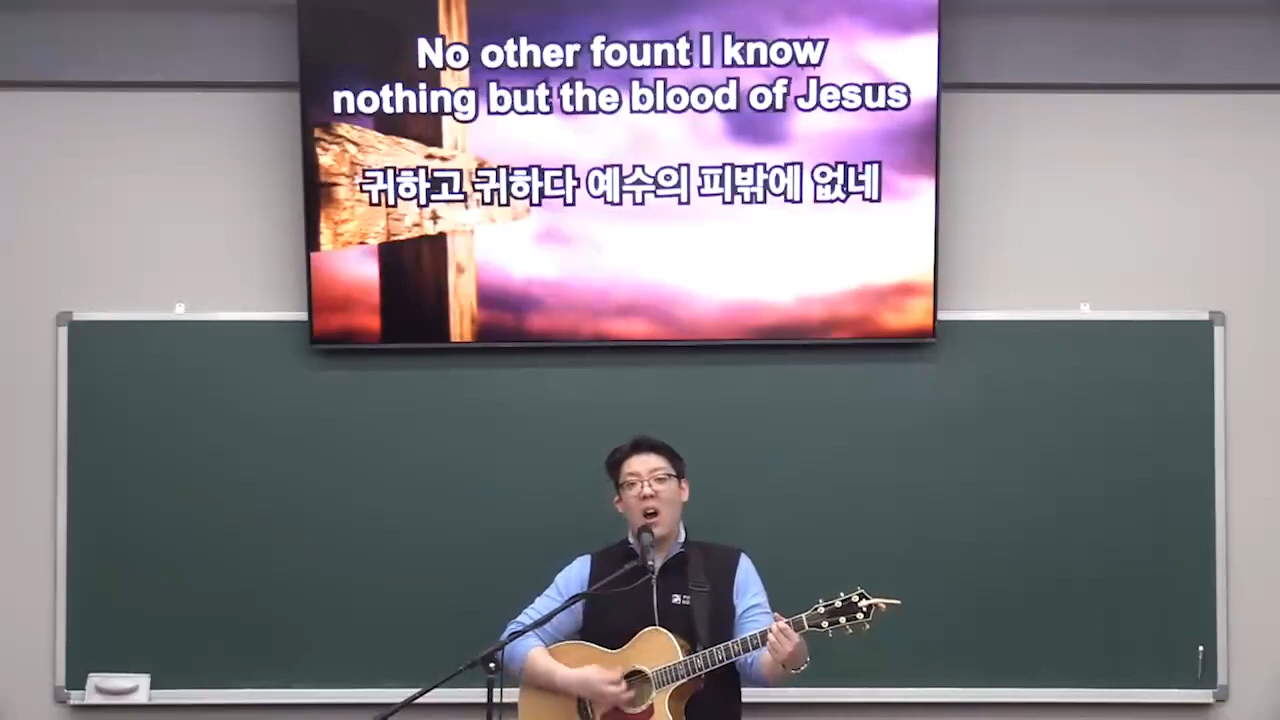 No other fount I know
nothing but the blood of Jesus
귀하고 귀하다 예수의 피밖에 없네